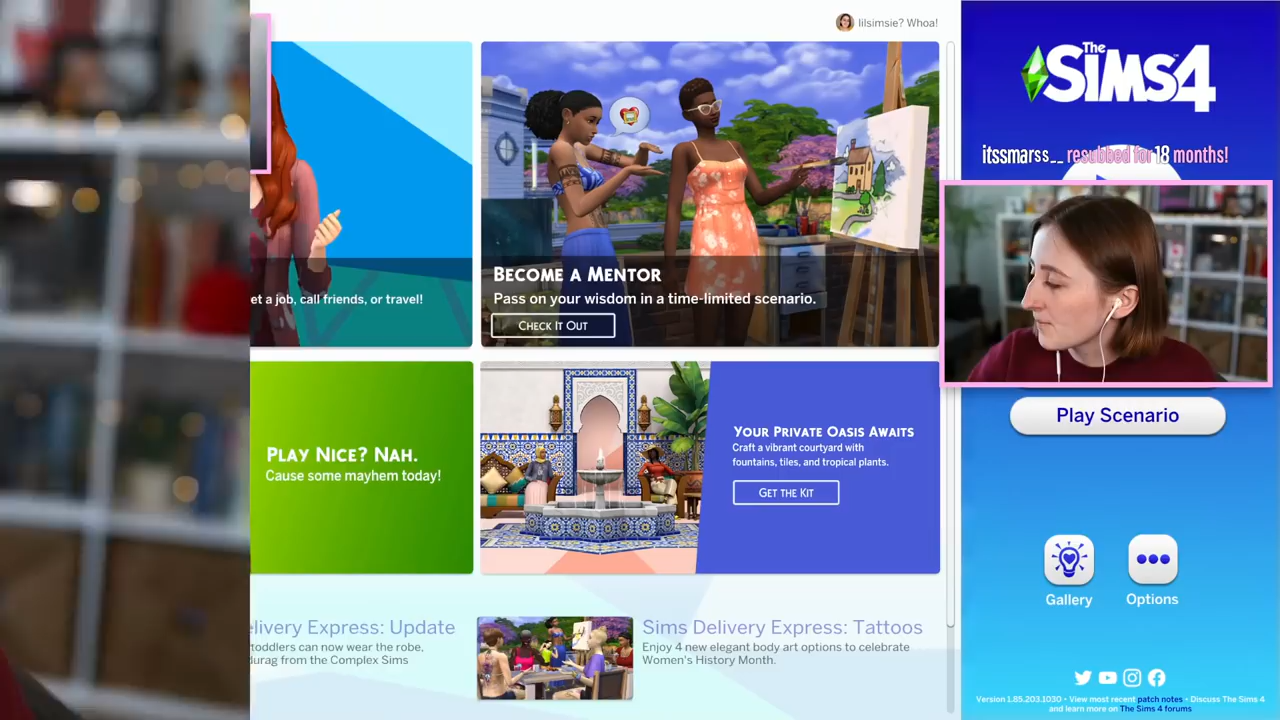 lilsimsie? Whoa!
The
SiMS 4
itssmarss__ resubbed for 18 months!
et a job, call friends, or travel!
Become a Mentor
Pass on your wisdom in a time-limited scenario.
Check It Out
Play Scenario
Play Nice? Nah.
Cause some mayhem today!
Your Private Oasis Awaits
Craft a vibrant courtyard with
fountains, tiles, and tropical plants.
Get the Kit
Gallery
Options
elivery Express: Update
toddlers can now wear the robe,
durag from the Complex Sims
Sims Delivery Express: Tattoos
Enjoy 4 new elegant body art options to celebrate
Women's History Month.
Version 1.85.203.1030 • View most recent patch notes • Discuss The Sims 4
and learn more on The Sims 4 forums